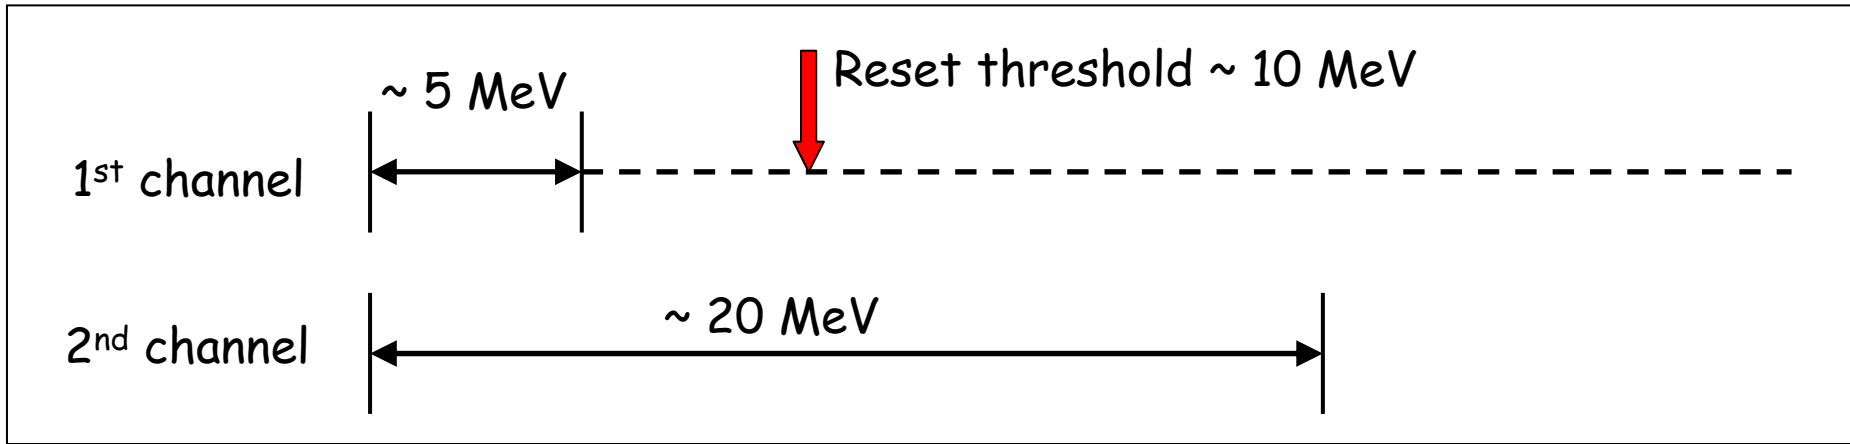 Reset threshold ~ 10 MeV
~ 5 MeV
1st channel
~ 20 MeV
2nd channel